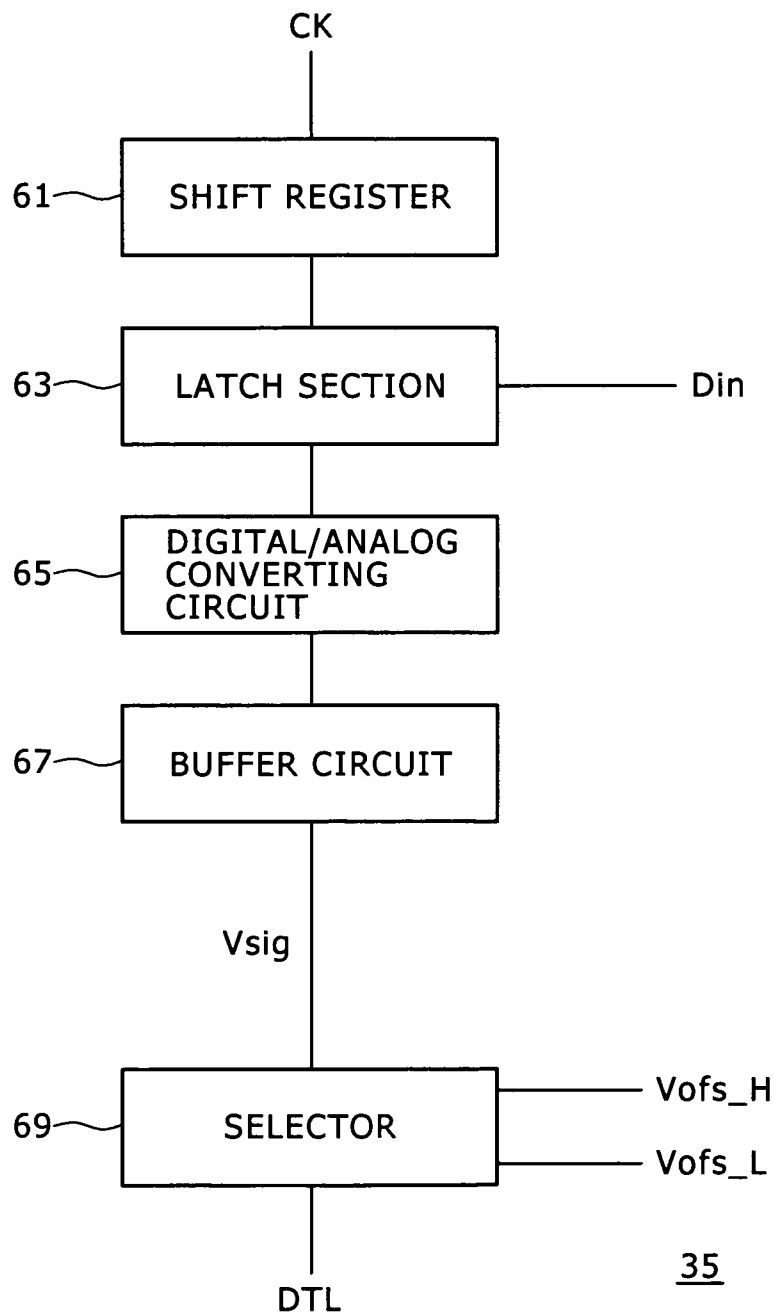 CK
61 SHIFT REGISTER
63 LATCH SECTION Din
DIGITAL/ANALOG
65 CONVERTING
CIRCUIT
67 BUFFER CIRCUIT
Vsig
Vofs_H
69 SELECTOR
Vofs_L
35
DTL